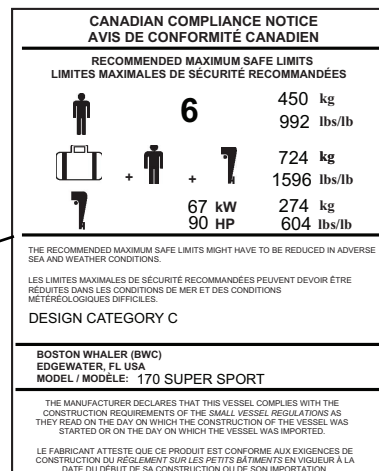 CANADIAN COMPLIANCE NOTICE
AVIS DE CONFORMITÉ CANADIEN
RECOMMENDED MAXIMUM SAFE LIMITS
LIMITES MAXIMALES DE SÉCURITÉ RECOMMANDÉES
6 450 kg
992 lbs/lb
+ + 724 kg
1596 lbs/lb
67 kW 274 kg
90 HP 604 lbs/lb
THE RECOMMENDED MAXIMUM SAFE LIMITS MIGHT HAVE TO BE REDUCED IN ADVERSE
SEA AND WEATHER CONDITIONS.
LES LIMITES MAXIMALES DE SÉCURITÉ RECOMMANDÉES PEUVENT DEVOIR ÊTRE
RÉDUITES DANS LES CONDITIONS DE MER ET DES CONDITIONS
MÉTÉRÉOLOGIQUES DIFFICILES.
DESIGN CATEGORY C
BOSTON WHALER (BWC)
EDGEWATER, FL USA
MODEL / MODÈLE: 170 SUPER SPORT
THE MANUFACTURER DECLARES THAT THIS VESSEL COMPLIES WITH THE
CONSTRUCTION REQUIREMENTS OF THE SMALL VESSEL REGULATIONS AS
THEY READ ON THE DAY ON WHICH THE CONSTRUCTION OF THE VESSEL WAS
STARTED OR ON THE DAY ON WHICH THE VESSEL WAS IMPORTED.
LE FABRICANT ATTESTE QUE CE PRODUIT EST CONFORME AUX EXIGENCES DE
CONSTRUCTION DU RÈGLEMENT SUR LES PETITS BÂTIMENTS EN VIGUEUR À LA
DATE DU DÉBUT DE SA CONSTRUCTION OU DE SON IMPORTATION